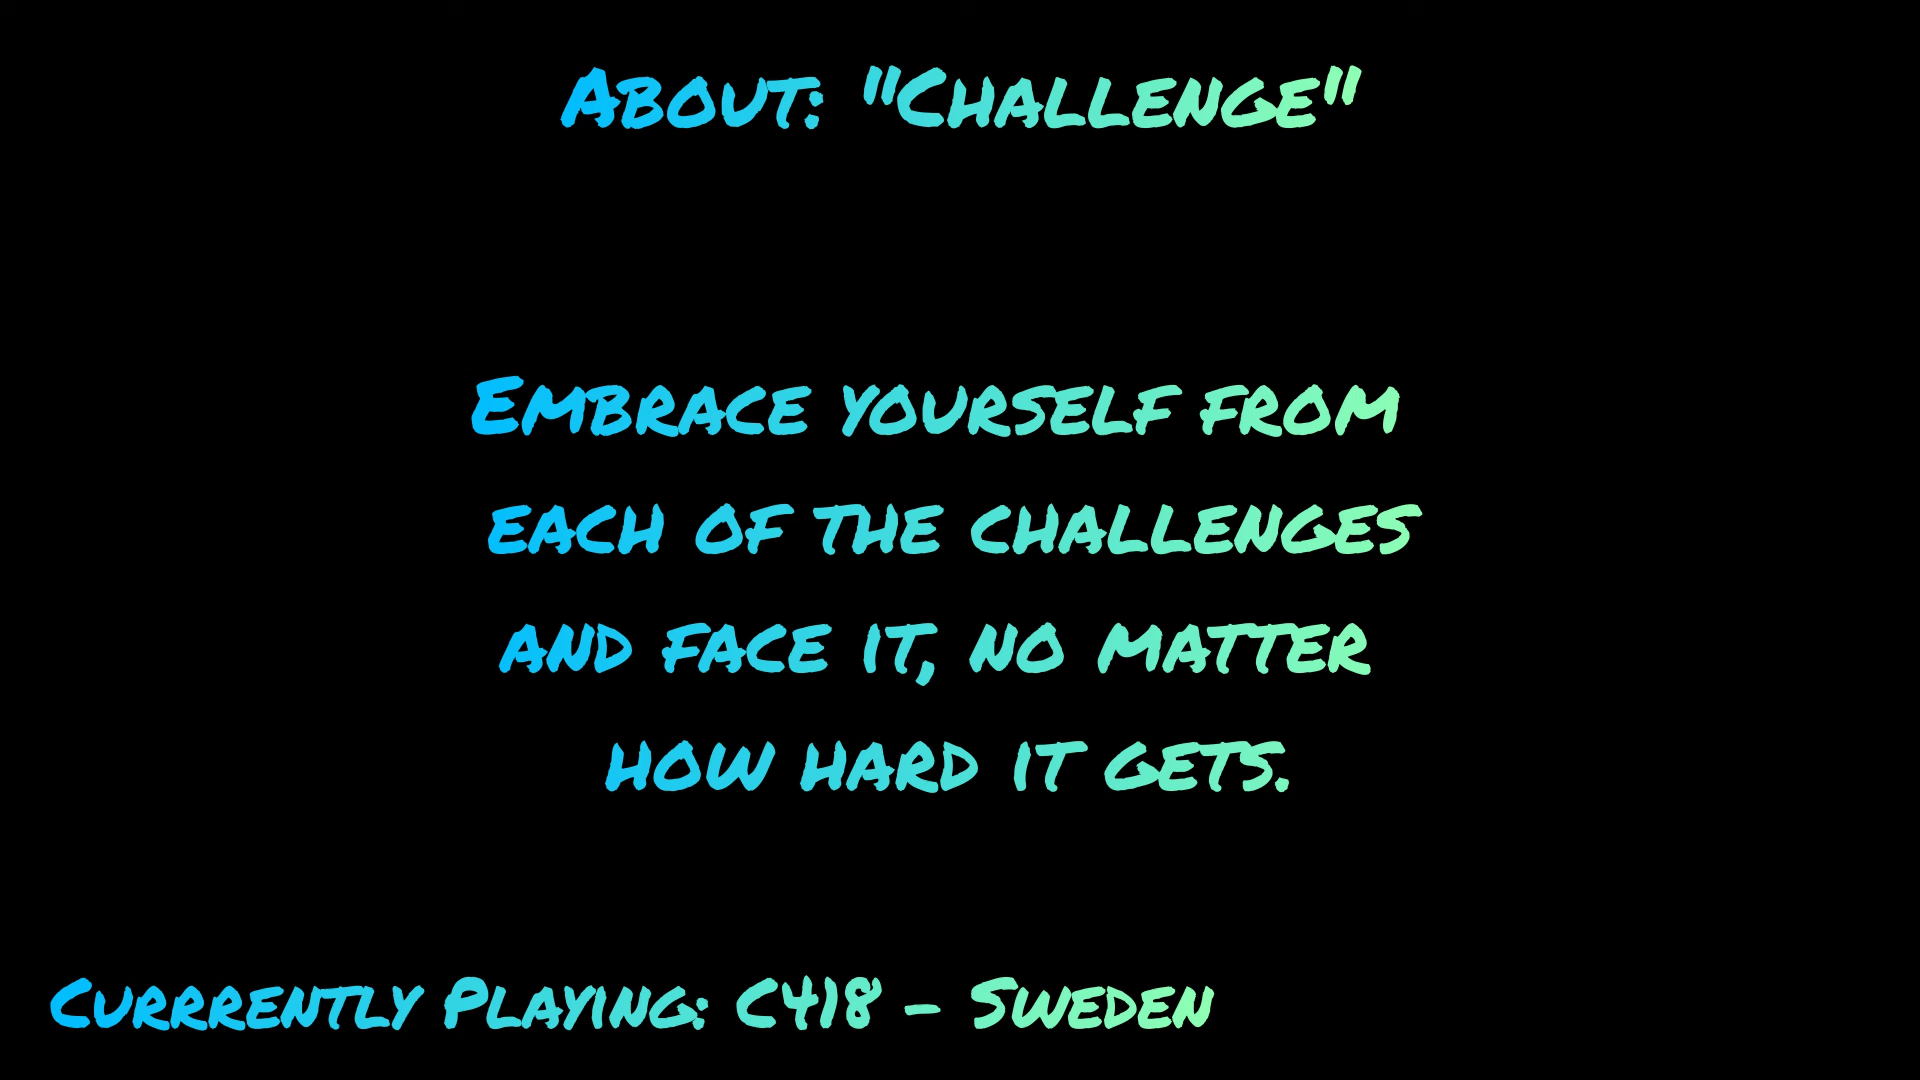 About: "Challenge"
Embrace yourself from
each of the challenges
and face it, no matter
how hard it gets.
Currrently Playing: C418 - Sweden